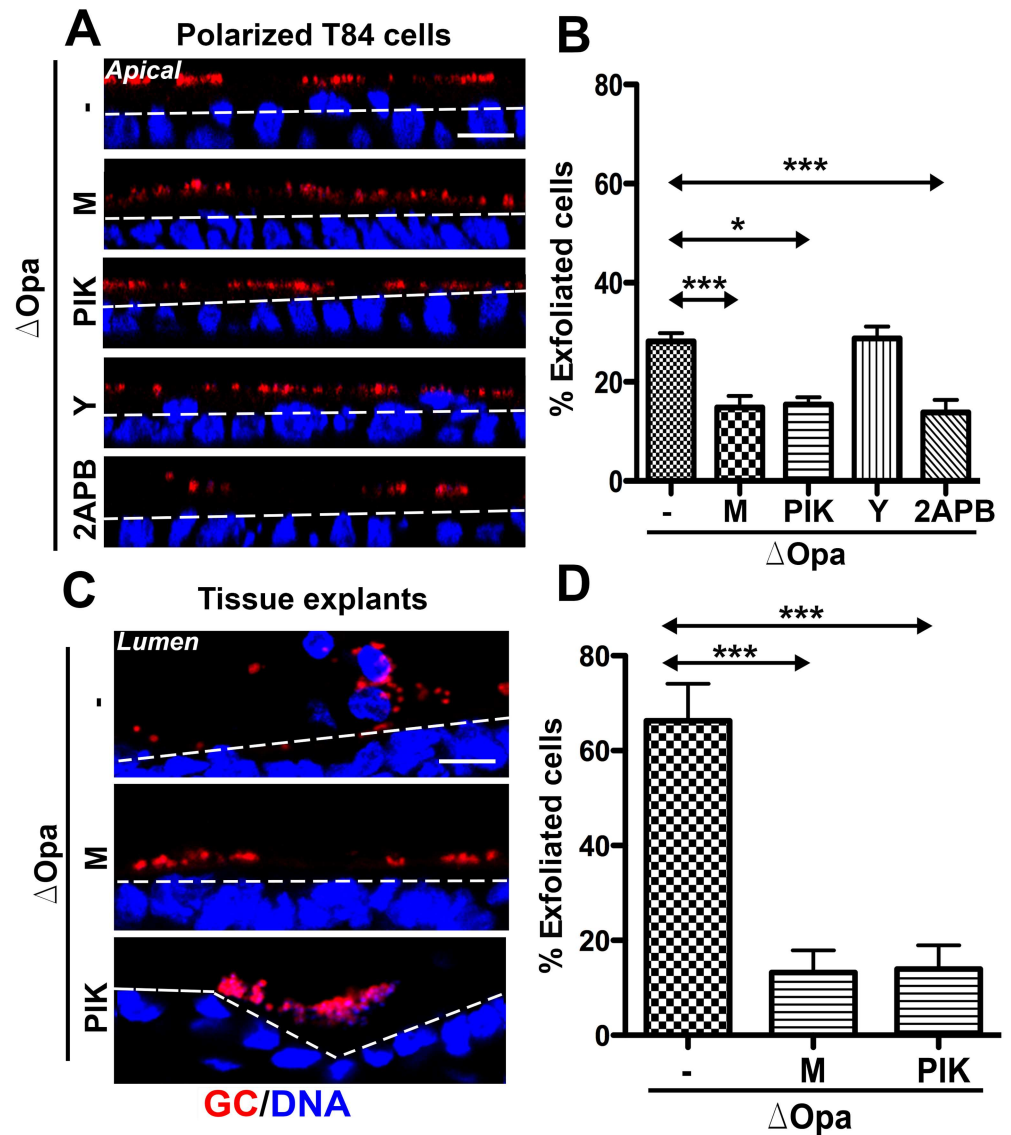 A
Polarized T84 cells
Apical
-
M
PIK
Y
2APB
ΔOpa
B
% Exfoliated cells
80
60
40
20
0
***
*
***
- M PIK Y 2APB
ΔOpa
C
Tissue explants
Lumen
-
M
PIK
ΔOpa
GC/DNA
D
% Exfoliated cells
80
60
40
20
0
***
***
- M PIK
ΔOpa